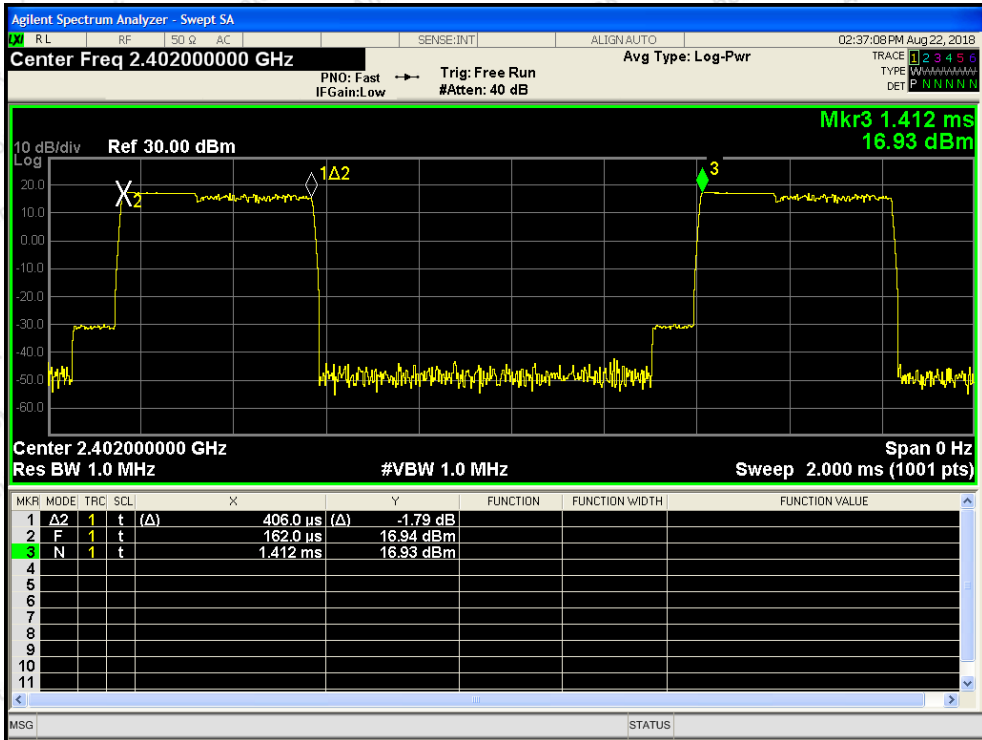 Agilent Spectrum Analyzer - Swept SA
LXI RL RF 50 Ω AC SENSE:INT ALIGN AUTO 02:37:08 PM Aug 22, 2018
Center Freq 2.402000000 GHz
PNO: Fast
IFGain:Low
Trig: Free Run
#Atten: 40 dB
Avg Type: Log-Pwr
TRACE 1 2 3 4 5 6
TYPE
DET P N N N N N
Mkr3 1.412 ms
16.93 dBm
10 dB/div Ref 30.00 dBm
Log
20.0
10.0
0.00
-10.0
-20.0
-30.0
-40.0
-50.0
-60.0
2
1Δ2
3
Center 2.402000000 GHz Span 0 Hz
Res BW 1.0 MHz #VBW 1.0 MHz Sweep 2.000 ms (1001 pts)
MKR MODE TRC SCL X Y FUNCTION FUNCTION WIDTH FUNCTION VALUE
1 Δ2 1 t (Δ) 406.0 µs (Δ) -1.79 dB
2 F 1 t 162.0 µs 16.94 dBm
3 N 1 t 1.412 ms 16.93 dBm
4
5
6
7
8
9
10
11
MSG STATUS